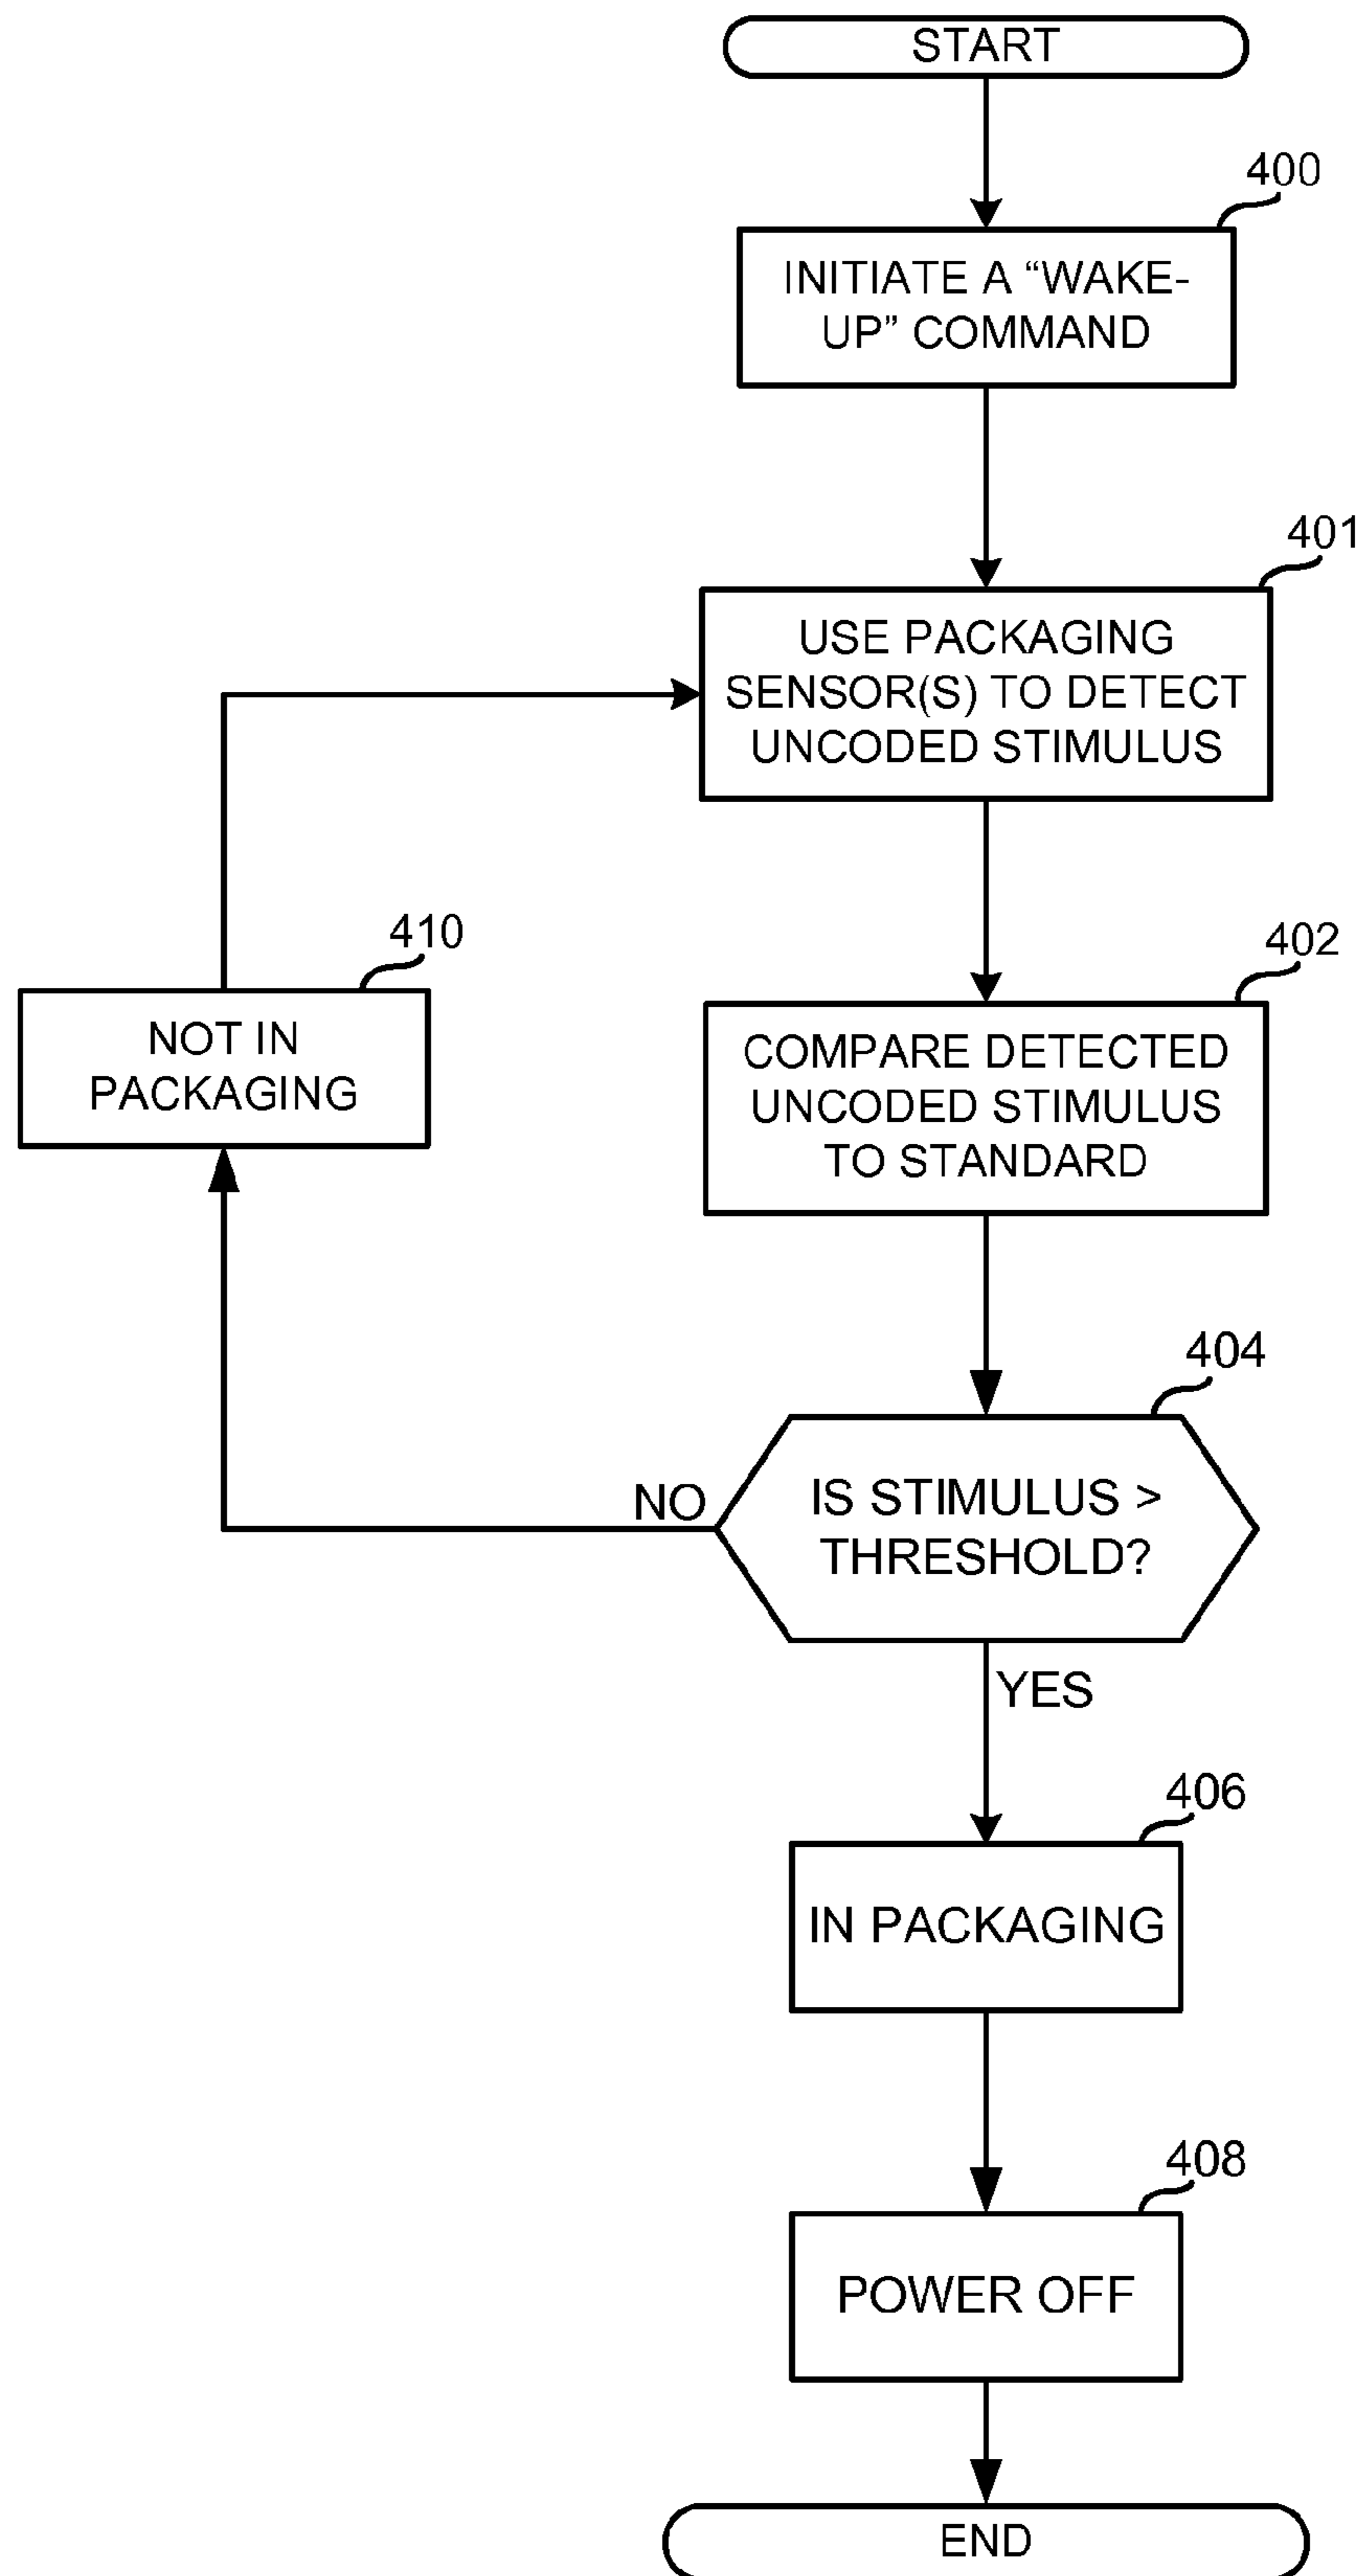 START
400
INITIATE A “WAKE-
UP” COMMAND
401
USE PACKAGING
SENSOR(S) TO DETECT
UNCODED STIMULUS
410
NOT IN
PACKAGING
402
COMPARE DETECTED
UNCODED STIMULUS
TO STANDARD
404
IS STIMULUS >
THRESHOLD?
NO
YES
406
IN PACKAGING
408
POWER OFF
END